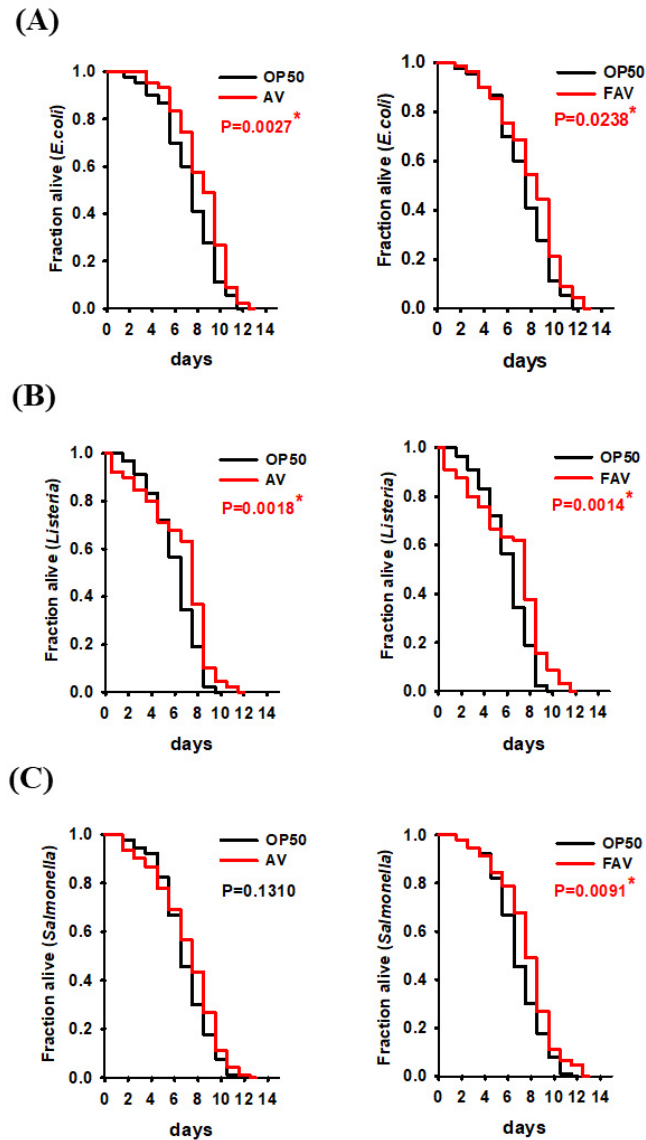 (A)
OP50
AV
P=0.0027*
Fraction alive (E.coli)
1.0
0.8
0.6
0.4
0.2
0.0
0 2 4 6 8 10 12 14
days
OP50
FAV
P=0.0238*
Fraction alive (E.coli)
1.0
0.8
0.6
0.4
0.2
0.0
0 2 4 6 8 10 12 14
days
(B)
OP50
AV
P=0.0018*
Fraction alive (Listeria)
1.0
0.8
0.6
0.4
0.2
0.0
0 2 4 6 8 10 12 14
days
OP50
FAV
P=0.0014*
Fraction alive (Listeria)
1.0
0.8
0.6
0.4
0.2
0.0
0 2 4 6 8 10 12 14
days
(C)
OP50
AV
P=0.1310
Fraction alive (Salmonella)
1.0
0.8
0.6
0.4
0.2
0.0
0 2 4 6 8 10 12 14
days
OP50
FAV
P=0.0091*
Fraction alive (Salmonella)
1.0
0.8
0.6
0.4
0.2
0.0
0 2 4 6 8 10 12 14
days